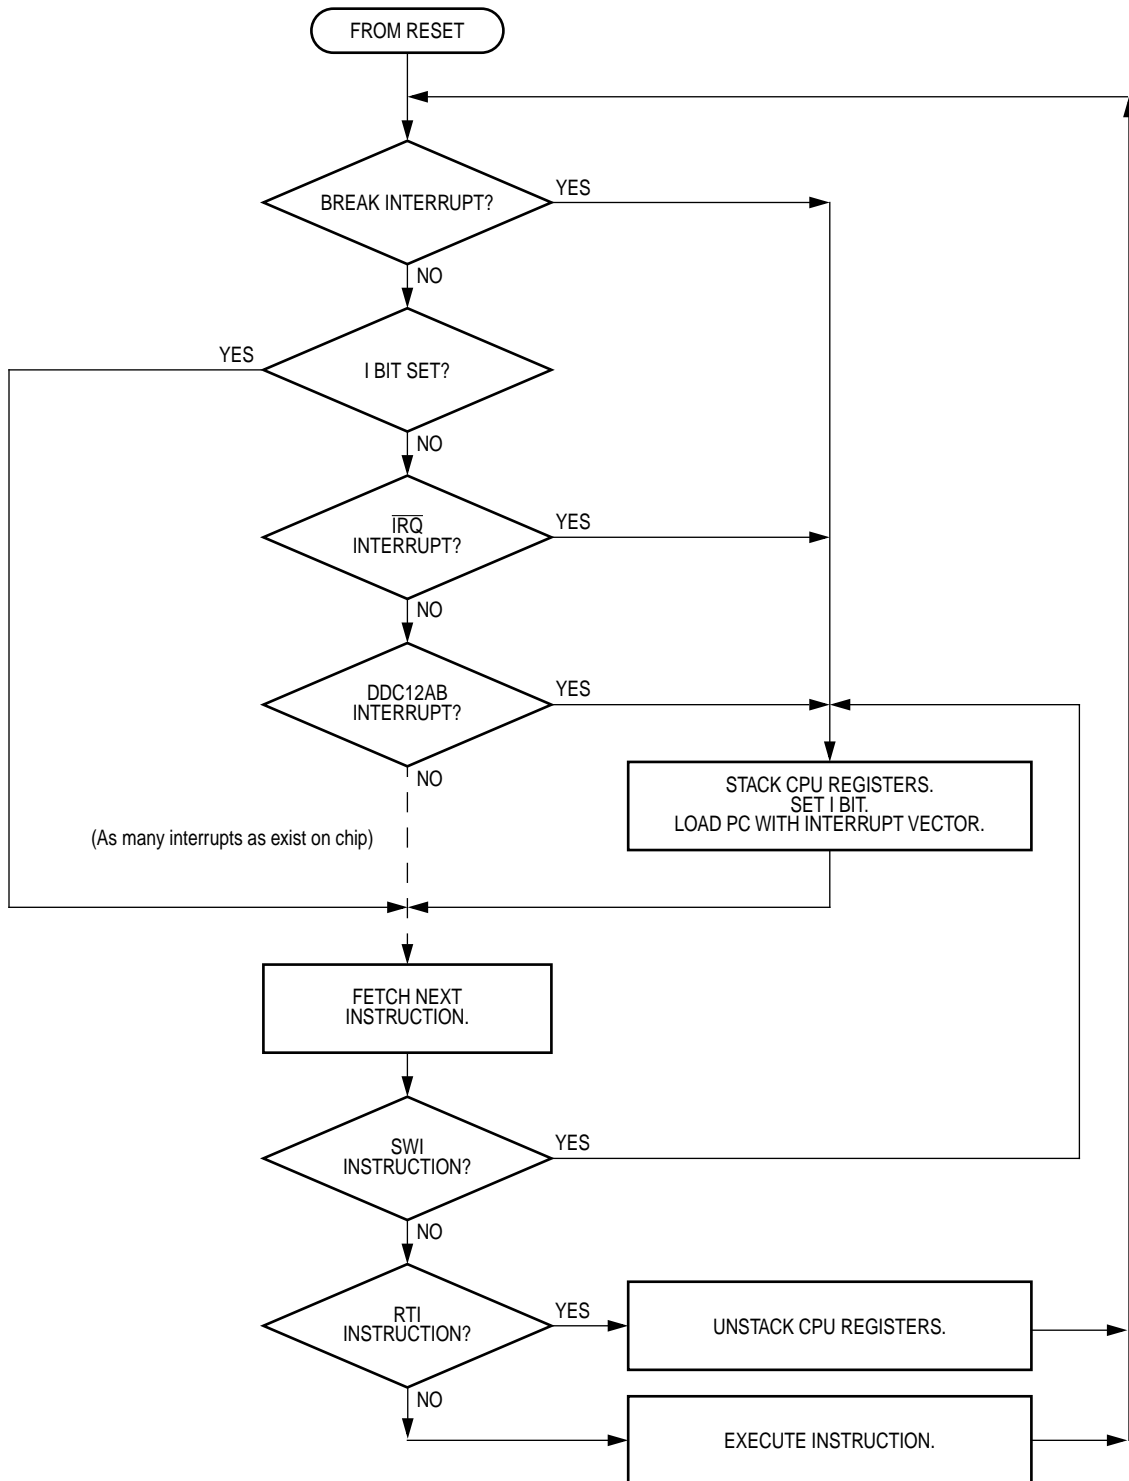 FROM RESET
BREAK INTERRUPT?
YES
NO
YES
I BIT SET?
NO
IRQ
INTERRUPT?
YES
NO
DDC12AB
INTERRUPT?
YES
NO
STACK CPU REGISTERS.
SET I BIT.
LOAD PC WITH INTERRUPT VECTOR.
(As many interrupts as exist on chip)
FETCH NEXT
INSTRUCTION.
SWI
INSTRUCTION?
YES
NO
RTI
INSTRUCTION?
YES
UNSTACK CPU REGISTERS.
NO
EXECUTE INSTRUCTION.